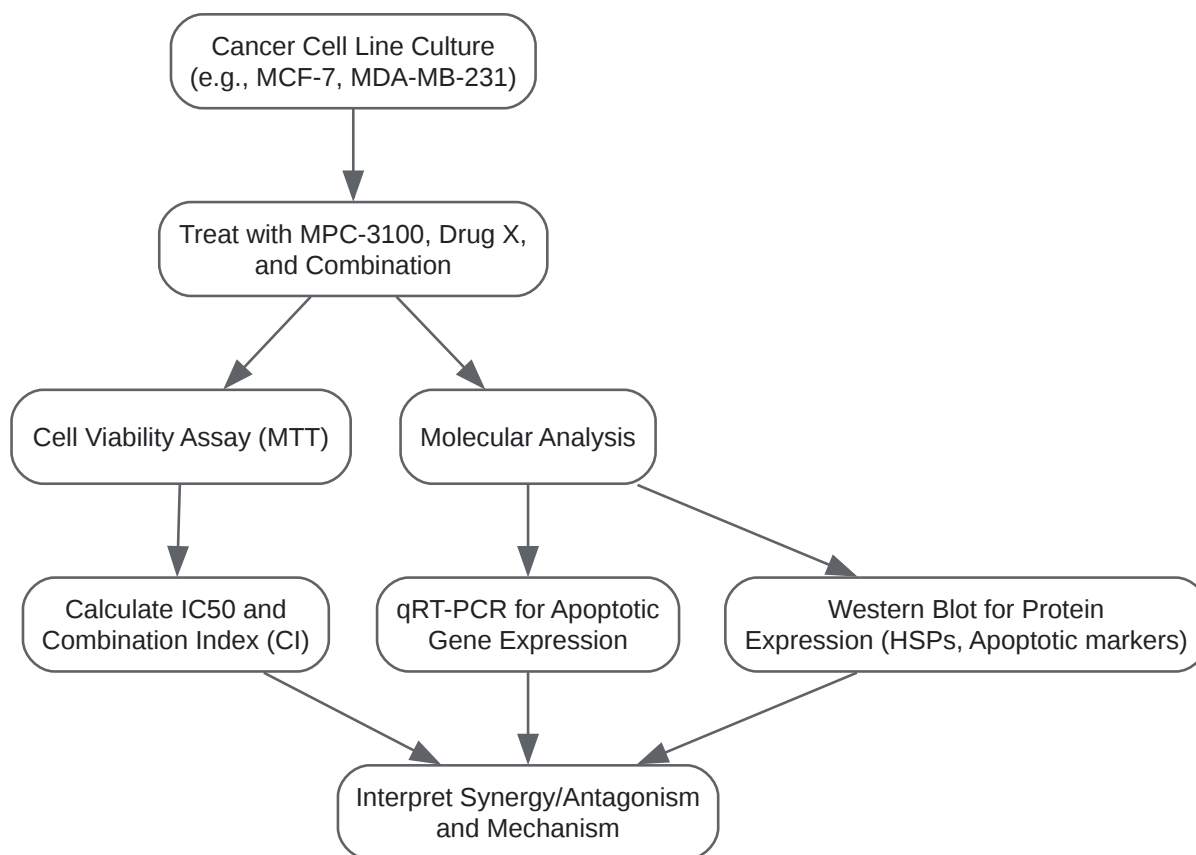 Cancer Cell Line Culture
(e.g., MCF-7, MDA-MB-231)
Treat with MPC-3100, Drug X,
and Combination
Cell Viability Assay (MTT)
Molecular Analysis
Calculate IC50 and
Combination Index (CI)
qRT-PCR for Apoptotic
Gene Expression
Western Blot for Protein
Expression (HSPs, Apoptotic markers)
Interpret Synergy/Antagonism
and Mechanism